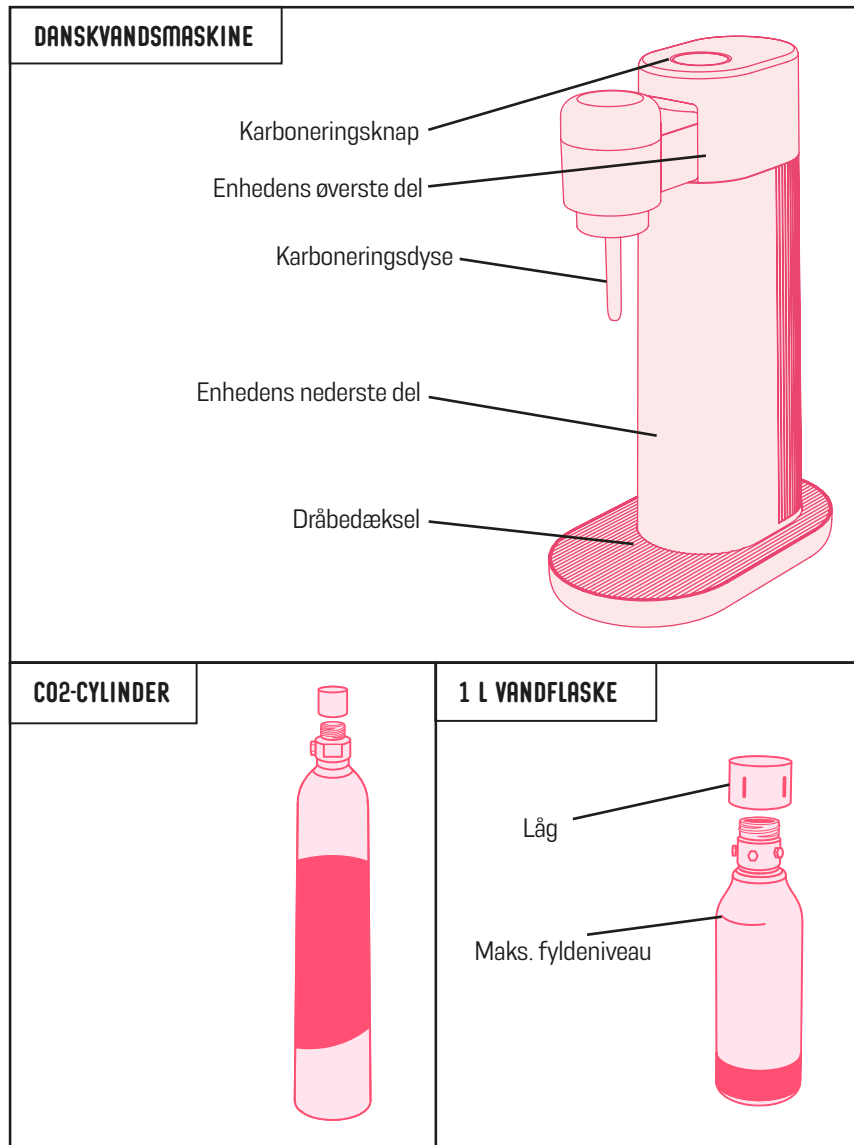 DANSKVANDSMASKINE
Karboneringsknap
Enhedens øverste del
Karboneringsdyse
Enhedens nederste del
Dråbedæksel
CO2-CYLINDER
1 L VANDFLASKE
Låg
Maks. fyldeniveau